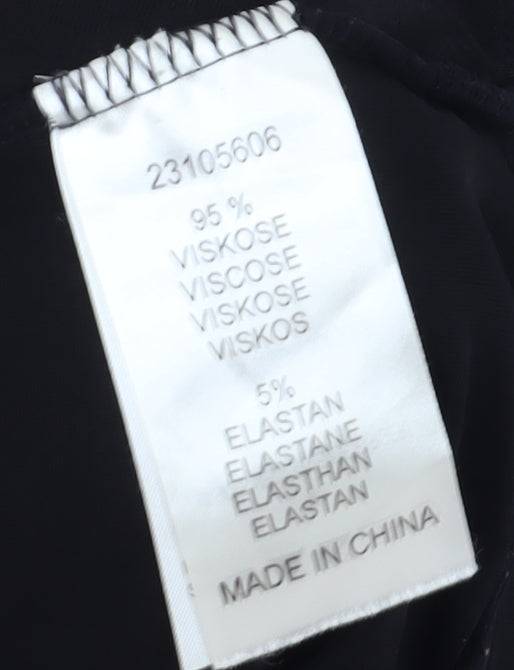 23105606
95 %
VISKOSE
VISCOSE
VISKOSE
VISKOS
5%
ELASTAN
ELASTANE
ELASTHAN
ELASTAN
MADE IN CHINA